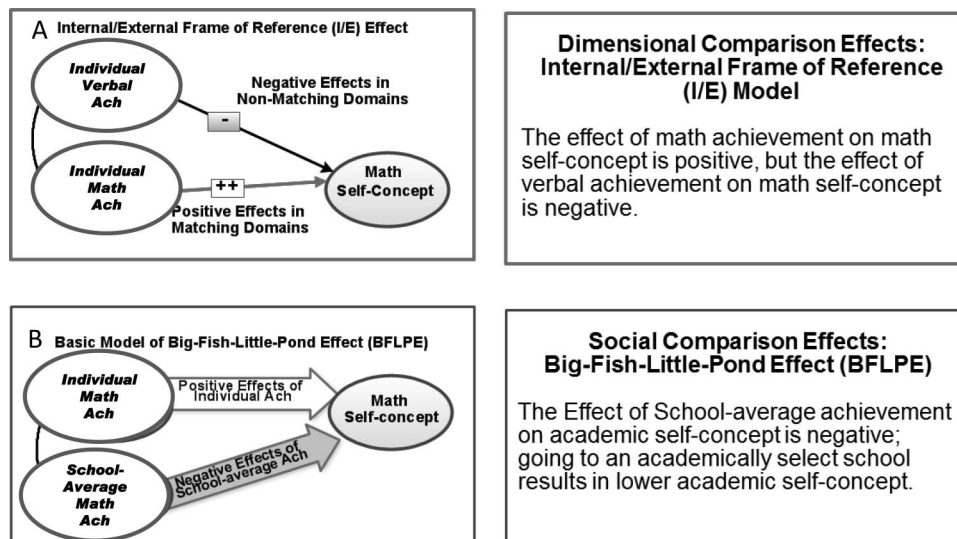 A Internal/External Frame of Reference (I/E) Effect
Individual
Verbal
Ach
Negative Effects in
Non-Matching Domains
-
Individual
Math
Ach
++
Math
Self-Concept
Positive Effects in
Matching Domains
Dimensional Comparison Effects:
Internal/External Frame of Reference
(I/E) Model
The effect of math achievement on math
self-concept is positive, but the effect of
verbal achievement on math self-concept
is negative.
B Basic Model of Big-Fish-Little-Pond Effect (BFLPE)
Individual
Math
Ach
Positive Effects of
Individual Ach
Math
Self-concept
School-
Average
Math
Ach
Negative Effects of
School-average Ach
Social Comparison Effects:
Big-Fish-Little-Pond Effect (BFLPE)
The Effect of School-average achievement
on academic self-concept is negative;
going to an academically select school
results in lower academic self-concept.